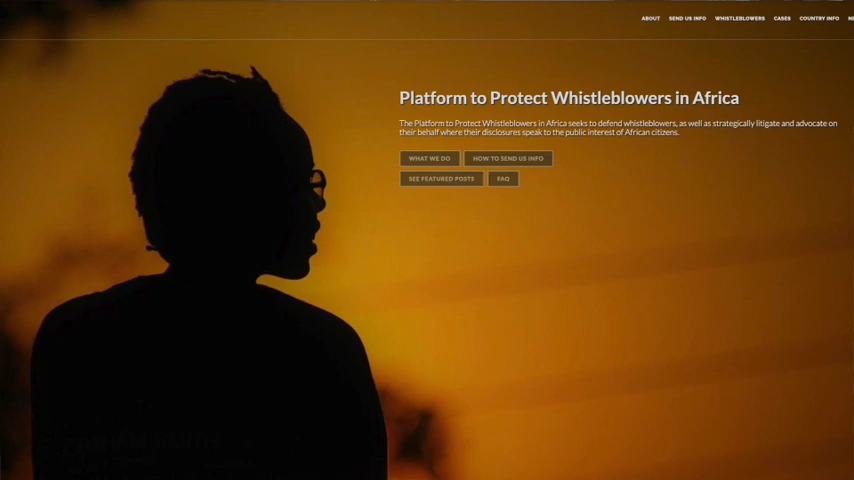 ABOUT SEND US INFO WHISTLEBLOWERS CASES COUNTRY INFO
Platform to Protect Whistleblowers in Africa
The Platform to Protect Whistleblowers in Africa seeks to defend whistleblowers, as well as strategically litigate and advocate on
their behalf where their disclosures speak to the public interest of African citizens.
WHAT WE DO HOW TO SEND US INFO
SEE FEATURED POSTS FAQ